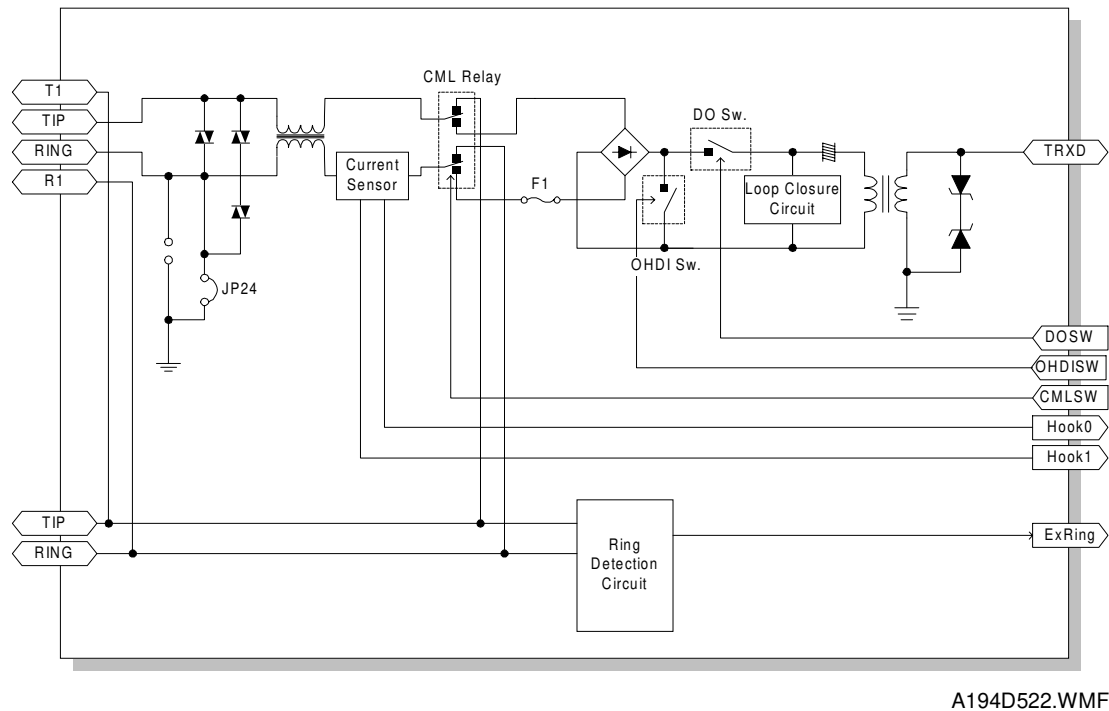 CML Relay
T1
TIP
DO Sw.
RING
TRXD
Current
Sensor
R1
F1
Loop Closure
Circuit
OHDI Sw.
JP24
DOSW
OHDISW
CMLSW
Hook0
Hook1
TIP
ExRing
RING
Ring
Detection
Circuit
A194D522.WMF